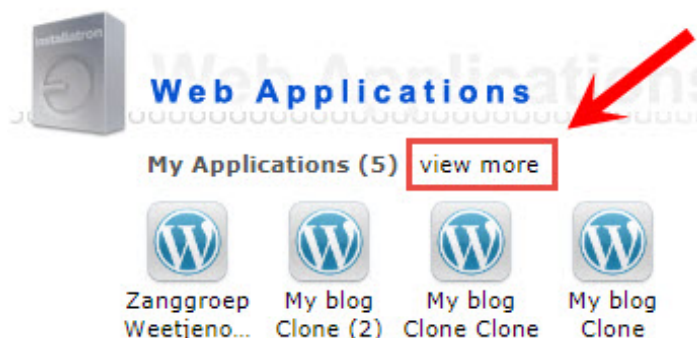 installatron
Web Applications
My Applications (5) view more
Zanggroep My blog My blog My blog
Weetjeno... Clone (2) Clone Clone Clone